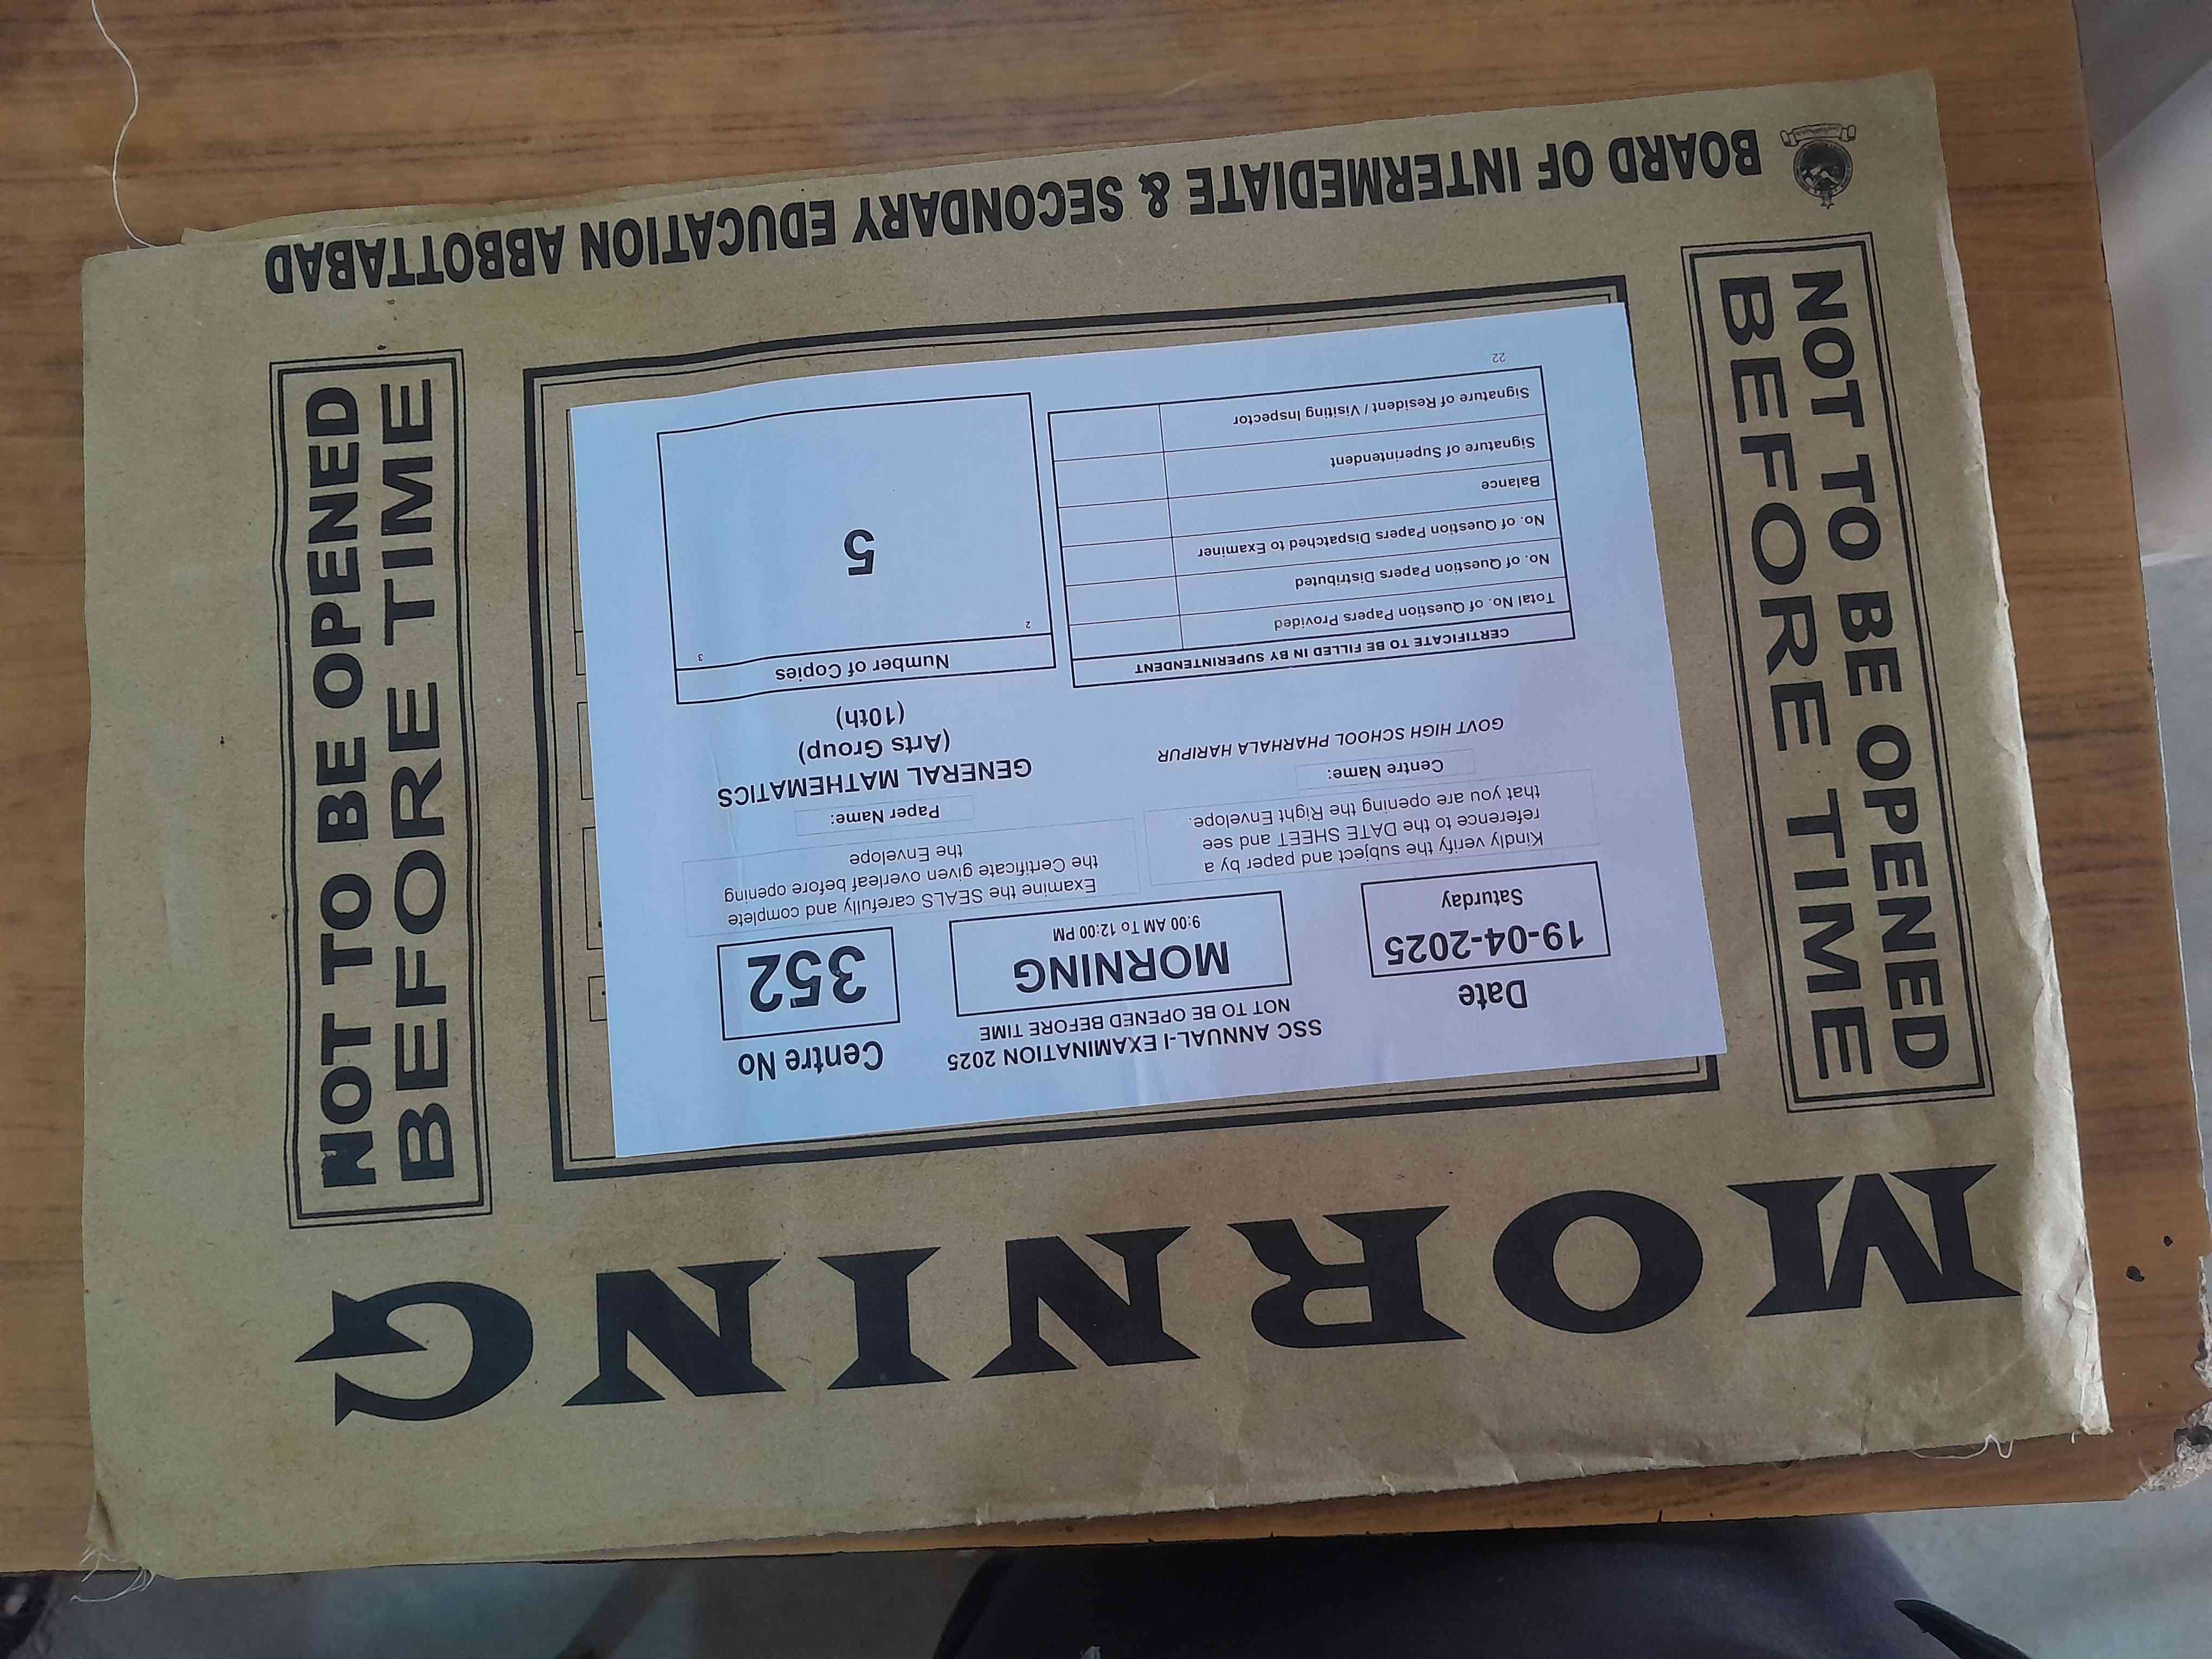 MORNING
NOT TO BE OPENED
BEFORE TIME
NOT TO BE OPENED
BEFORE TIME
SSC ANNUAL-I EXAMINATION 2025
NOT TO BE OPENED BEFORE TIME
Date
19-04-2025
Saturday
MORNING
9:00 AM To 12:00 PM
Centre No
352
Kindly verify the subject and paper by a
reference to the DATE SHEET and see
that you are opening the Right Envelope.
Examine the SEALS carefully and complete
the Certificate given overleaf before opening
the Envelope
Centre Name:
GOVT HIGH SCHOOL PHARHALA HARIPUR
Paper Name:
GENERAL MATHEMATICS
(Arts Group)
(10th)
CERTIFICATE TO BE FILLED IN BY SUPERINTENDENT
Total No. of Question Papers Provided
No. of Question Papers Distributed
No. of Question Papers Dispatched to Examiner
Balance
Signature of Superintendent
Signature of Resident / Visiting Inspector
22
Number of Copies
2
3
5
BOARD OF INTERMEDIATE & SECONDARY EDUCATION ABBOTTABAD